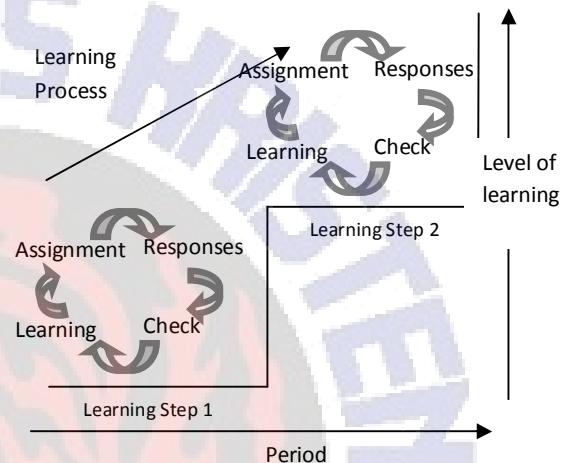 Learning
Process
Assignment
Responses
Learning
Check
Level of
learning
Learning Step 2
Assignment
Responses
Learning
Check
Learning Step 1
Period